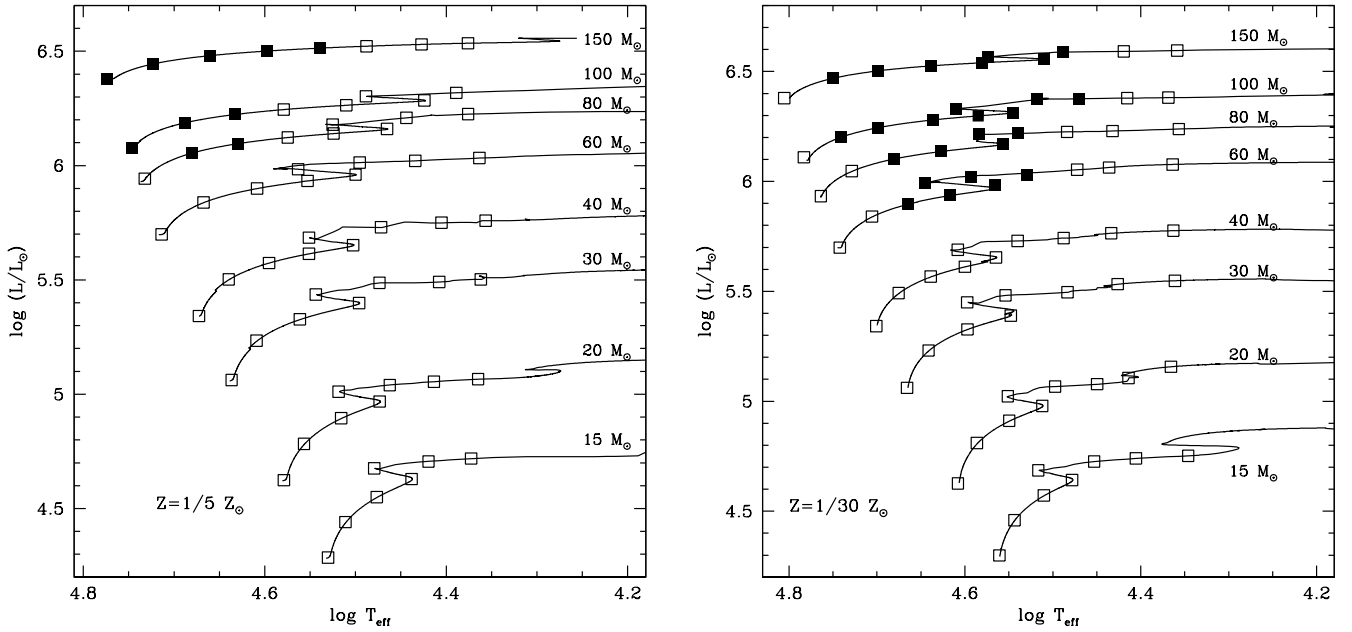 6.5
6
5.5
5
4.5
log (L/L⊙)
4.8
4.6
4.4
4.2
log T_eff
150 M⊙
100 M⊙
80 M⊙
60 M⊙
40 M⊙
30 M⊙
20 M⊙
15 M⊙
Z=1/5 Z⊙
6.5
6
5.5
5
4.5
log (L/L⊙)
4.8
4.6
4.4
4.2
log T_eff
150 M⊙
100 M⊙
80 M⊙
60 M⊙
40 M⊙
30 M⊙
20 M⊙
15 M⊙
Z=1/30 Z⊙